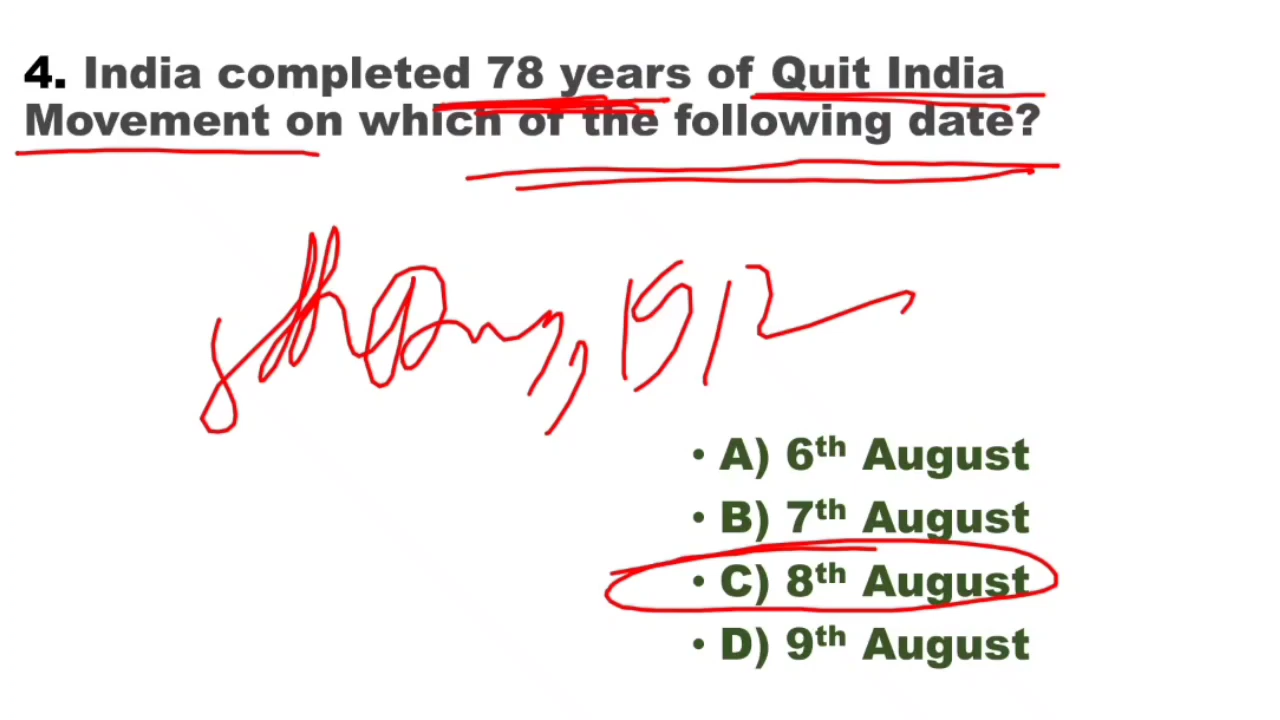 4. India completed 78 years of Quit India
Movement on which of the following date?
8th Aug, 1942
• A) 6th August
• B) 7th August
• C) 8th August
• D) 9th August